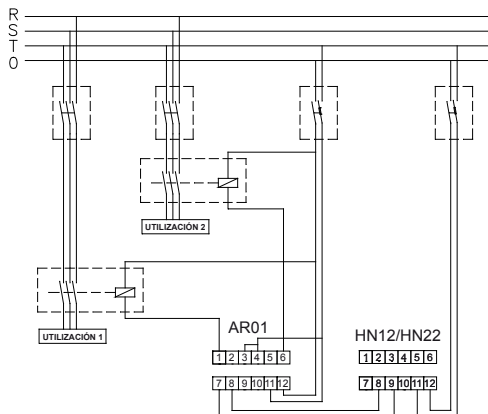 R
S
T
0
UTILIZACIÓN 2
UTILIZACIÓN 1
AR01
1 2 3 4 5 6
7 8 9 10 11 12
HN12/HN22
1 2 3 4 5 6
7 8 9 10 11 12